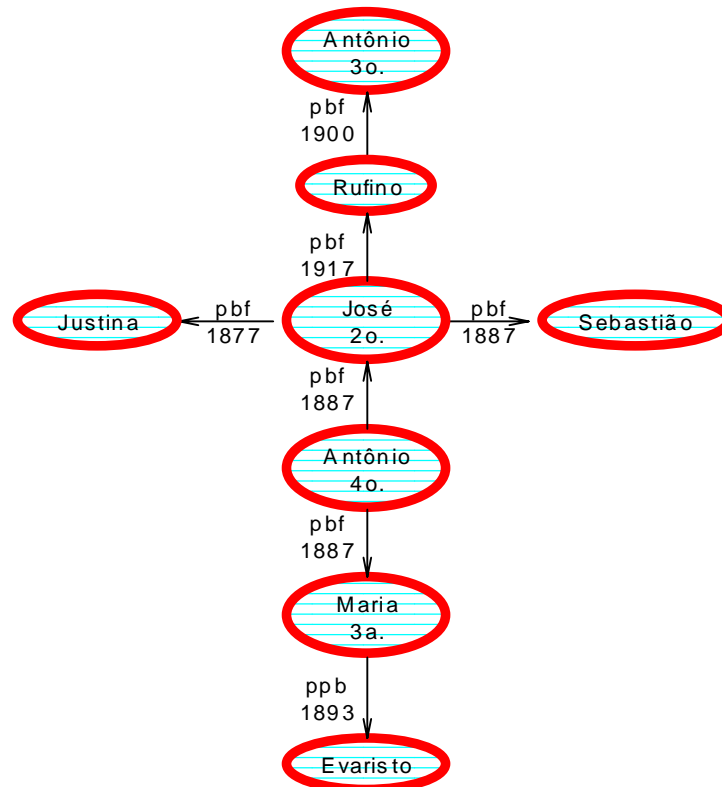 Antônio
3o.
pbf
1900
Rufino
pbf
1917
Justina
pbf
1877
José
2o.
pbf
1887
Sebastião
pbf
1887
Antônio
4o.
pbf
1887
Maria
3a.
ppb
1893
Evaristo